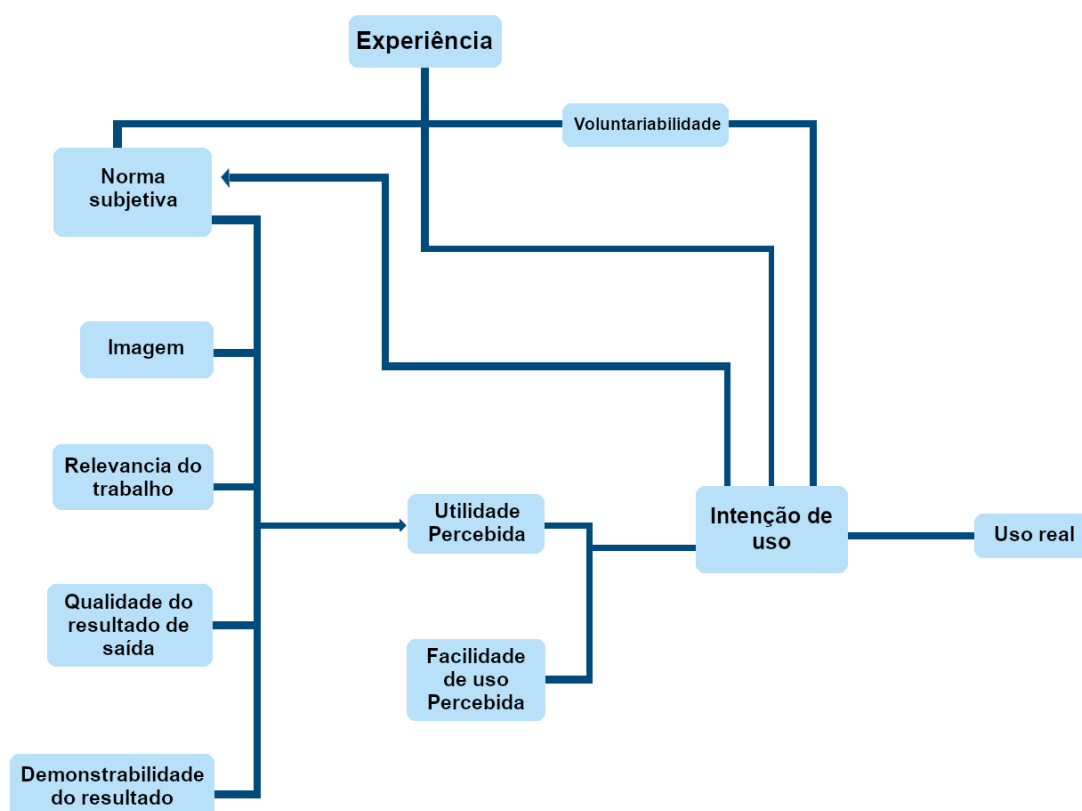 Experiência
Voluntariabilidade
Norma
subjetiva
Imagem
Relevancia do
trabalho
Utilidade
Percebida
Intenção de
uso
Uso real
Qualidade do
resultado de
saída
Facilidade
de uso
Percebida
Demonstrabilidade
do resultado